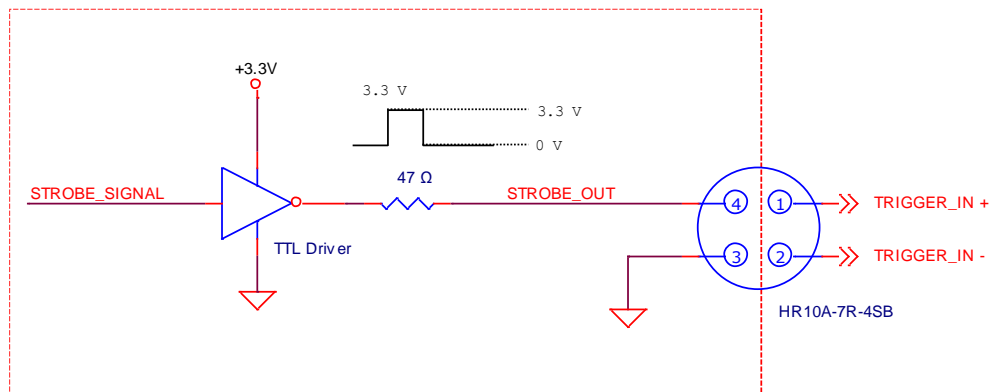 +3.3V
3.3 V
3.3 V
0 V
STROBE_SIGNAL
47 Ω
STROBE_OUT
TTL Driver
4
1
TRIGGER_IN +
3
2
TRIGGER_IN -
HR10A-7R-4SB